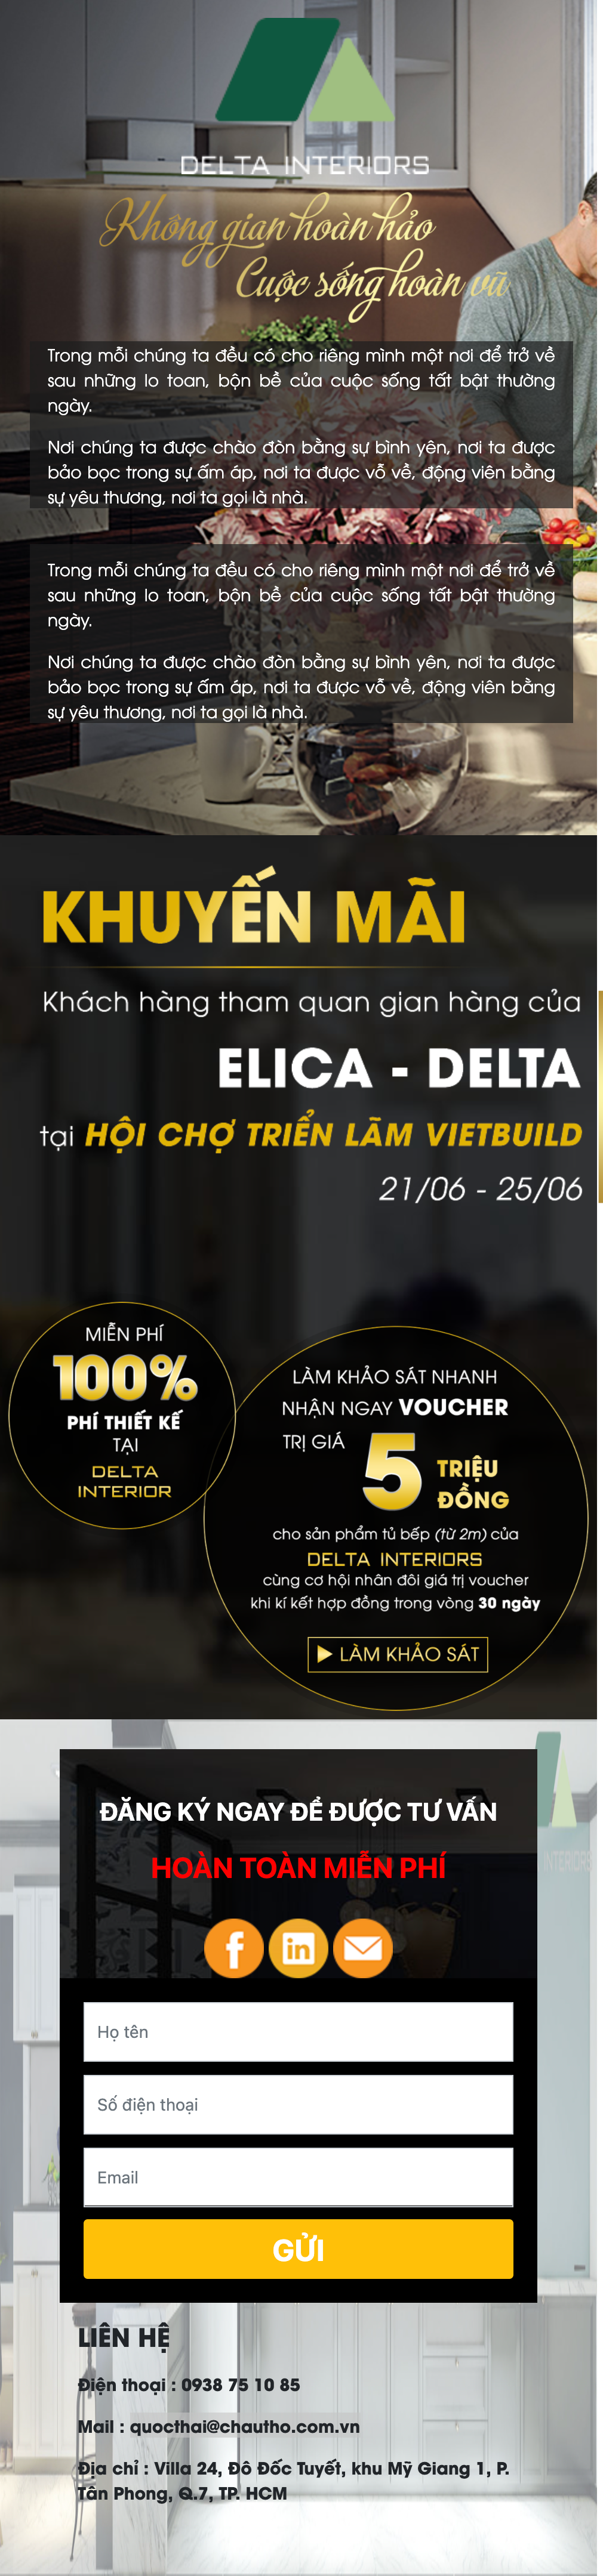 DELTA INTERIORS
Không gian hoàn hảo
Cuộc sống hoàn vũ
Trong mỗi chúng ta đều có cho riêng mình một nơi để trở về
sau những lo toan, bộn bề của cuộc sống tất bật thường
ngày.
Nơi chúng ta được chào đòn bằng sự bình yên, nơi ta được
bảo bọc trong sự ấm áp, nơi ta được vỗ về, động viên bằng
sự yêu thương, nơi ta gọi là nhà.
Trong mỗi chúng ta đều có cho riêng mình một nơi để trở về
sau những lo toan, bộn bề của cuộc sống tất bật thường
ngày.
Nơi chúng ta được chào đòn bằng sự bình yên, nơi ta được
bảo bọc trong sự ấm áp, nơi ta được vỗ về, động viên bằng
sự yêu thương, nơi ta gọi là nhà.
KHUYẾN MÃI
Khách hàng tham quan gian hàng của
ELICA - DELTA
tại HỘI CHỢ TRIỂN LÃM VIETBUILD
21/06 - 25/06
MIỄN PHÍ
100%
PHÍ THIẾT KẾ
TẠI
DELTA
INTERIOR
LÀM KHẢO SÁT NHANH
NHẬN NGAY VOUCHER
TRỊ GIÁ 5 TRIỆU
ĐỒNG
cho sản phẩm tủ bếp (từ 2m) của
DELTA INTERIORS
cùng cơ hội nhân đôi giá trị voucher
khi kí kết hợp đồng trong vòng 30 ngày
▶ LÀM KHẢO SÁT
INTERIORS
ĐĂNG KÝ NGAY ĐỂ ĐƯỢC TƯ VẤN
HOÀN TOÀN MIỄN PHÍ
Họ tên
Số điện thoại
Email
GỬI
LIÊN HỆ
Điện thoại : 0938 75 10 85
Mail : quocthai@chautho.com.vn
Địa chỉ : Villa 24, Đô Đốc Tuyết, khu Mỹ Giang 1, P.
Tân Phong, Q.7, TP. HCM